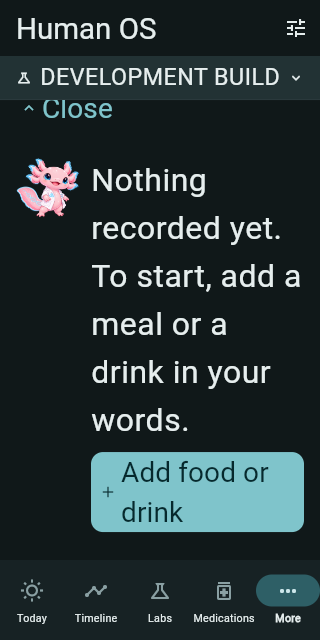 Human OS
DEVELOPMENT BUILD
Close
Nothing
recorded yet.
To start, add a
meal or a
drink in your
words.
Add food or
drink
Today
Timeline
Labs
Medications
More